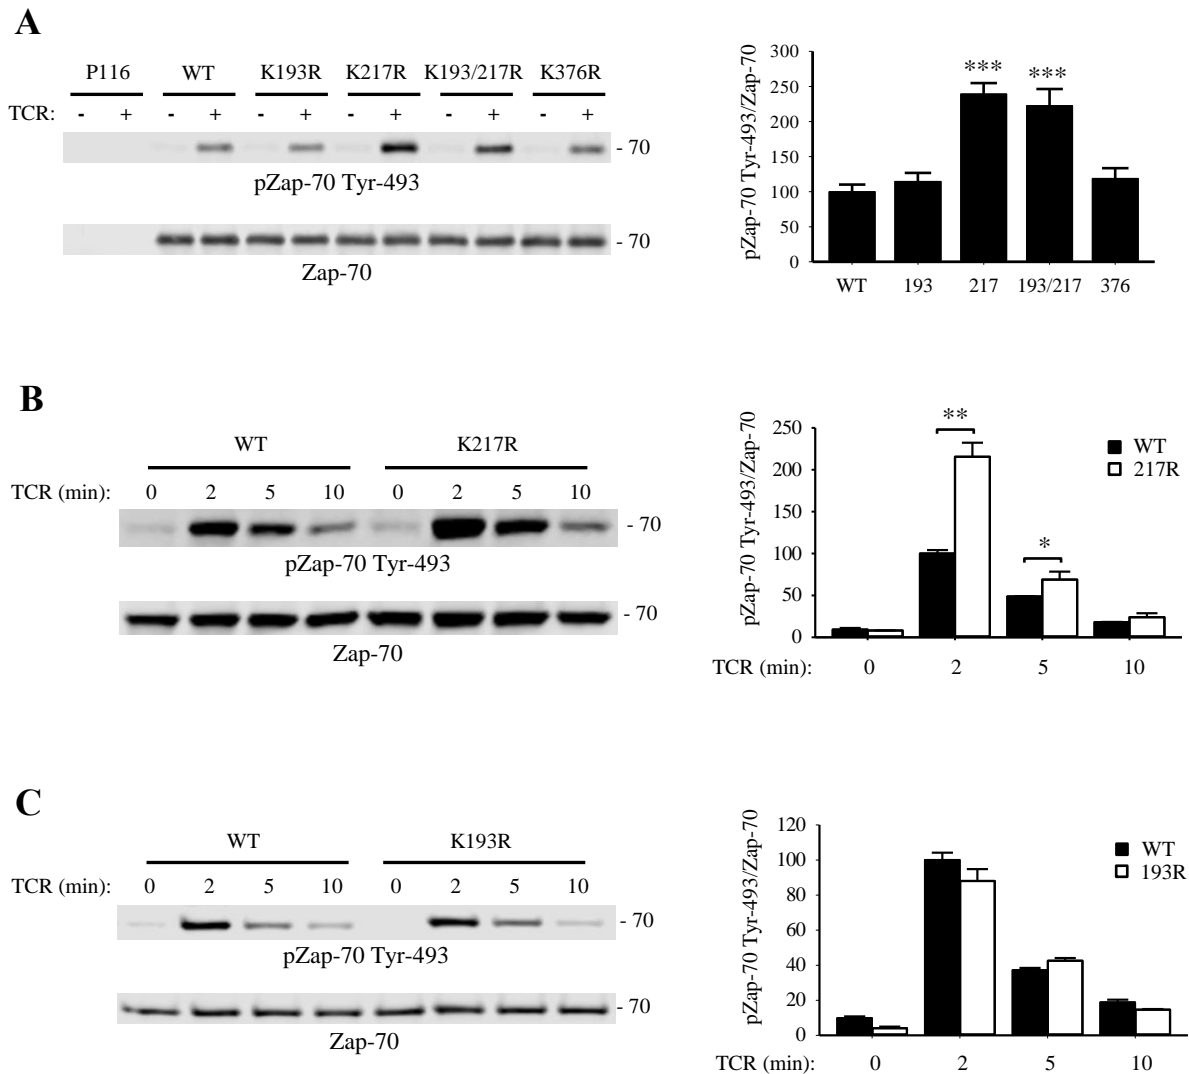 A
P116 WT K193R K217R K193/217R K376R
TCR: - + - + - + - + - + - +
- 70
pZap-70 Tyr-493
- 70
Zap-70
pZap-70 Tyr-493/Zap-70
300
250
200
150
100
50
0
*** ***
WT 193 217 193/217 376
B
WT K217R
TCR (min): 0 2 5 10 0 2 5 10
- 70
pZap-70 Tyr-493
- 70
Zap-70
pZap-70 Tyr-493/Zap-70
250
200
150
100
50
0
**
*
WT
217R
TCR (min): 0 2 5 10
C
WT K193R
TCR (min): 0 2 5 10 0 2 5 10
- 70
pZap-70 Tyr-493
- 70
Zap-70
pZap-70 Tyr-493/Zap-70
120
100
80
60
40
20
0
WT
193R
TCR (min): 0 2 5 10